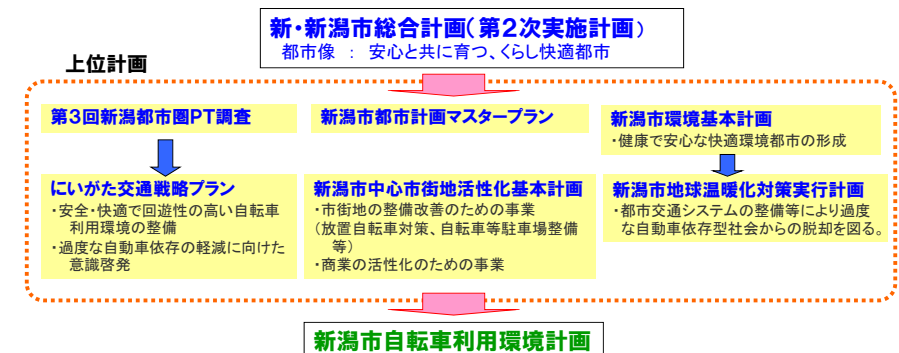 新・新潟市総合計画(第2次実施計画)
都市像 : 安心と共に育つ、くらし快適都市
上位計画
第3回新潟都市圏PT調査
にいがた交通戦略プラン
・安全・快適で回遊性の高い自転車
利用環境の整備
・過度な自動車依存の軽減に向けた
意識啓発
新潟市都市計画マスタープラン
新潟市中心市街地活性化基本計画
・市街地の整備改善のための事業
(放置自転車対策、自転車等駐車場整備
等)
・商業の活性化のための事業
新潟市環境基本計画
・健康で安心な快適環境都市の形成
新潟市地球温暖化対策実行計画
・都市交通システムの整備等により過度
な自動車依存型社会からの脱却を図る。
新潟市自転車利用環境計画